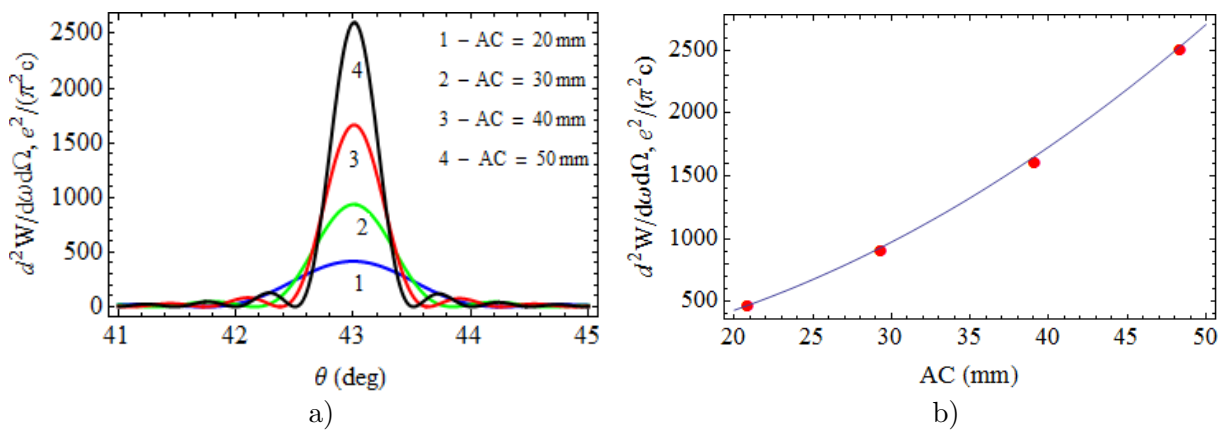 d²W/dωdΩ, e²/(π²c)
2500
2000
1500
1000
500
0
41
42
43
44
45
θ (deg)
1 – AC = 20 mm
2 – AC = 30 mm
3 – AC = 40 mm
4 – AC = 50 mm
4
3
2
1
a)
d²W/dωdΩ, e²/(π²c)
2500
2000
1500
1000
500
20
25
30
35
40
45
50
AC (mm)
b)